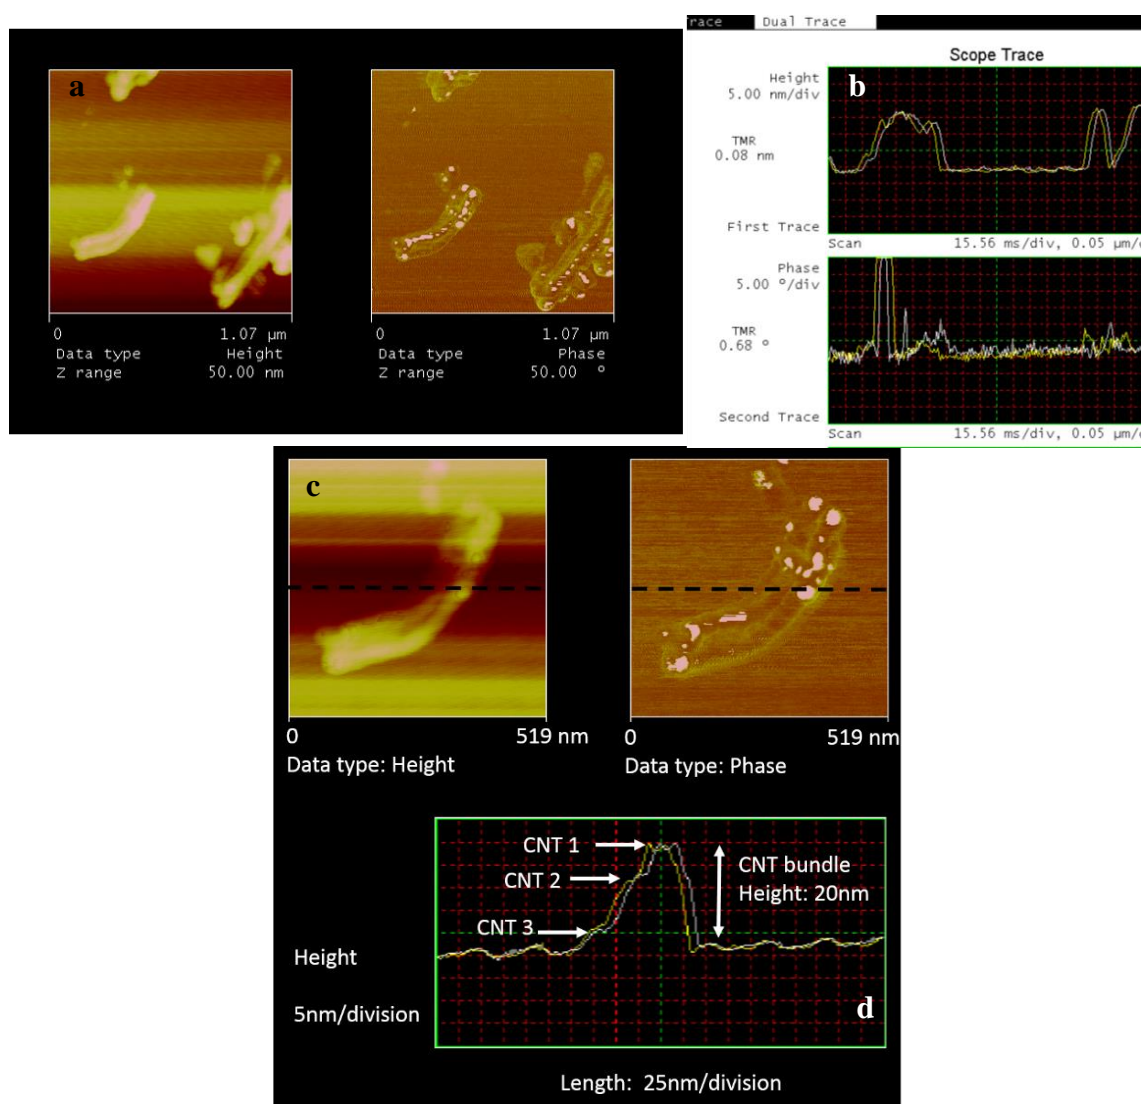 a
0 1.07 µm
Data type Height
Z range 50.00 nm
0 1.07 µm
Data type Phase
Z range 50.00 °
Dual Trace
Scope Trace
b
Height
5.00 nm/div
TMR
0.08 nm
First Trace
Scan 15.56 ms/div, 0.05
Phase
5.00 °/div
TMR
0.68 °
Second Trace
Scan 15.56 ms/div, 0.05
c
0 519 nm
Data type: Height
0 519 nm
Data type: Phase
CNT 1
CNT 2
CNT 3
CNT bundle
Height: 20nm
Height
5nm/division
d
Length: 25nm/division